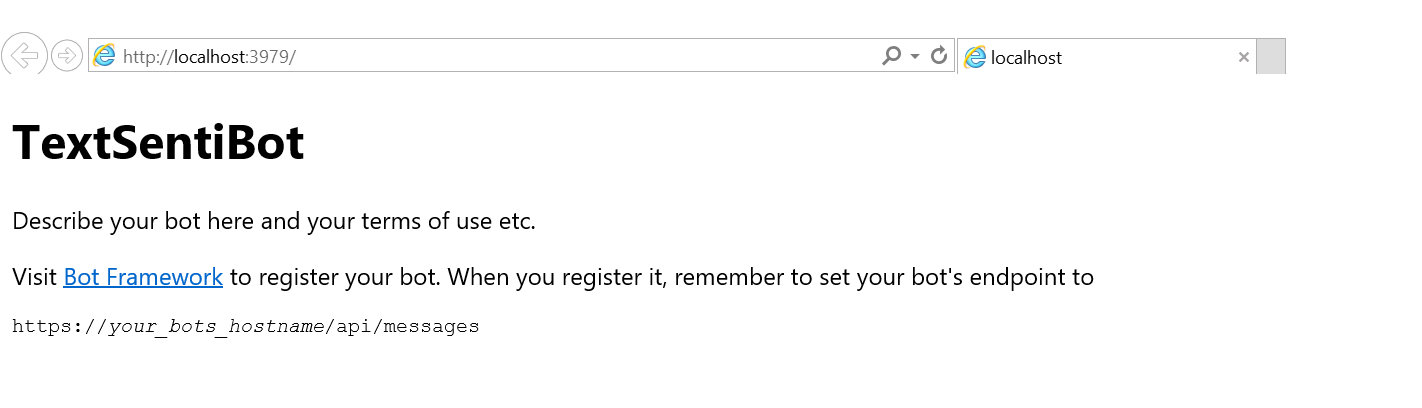 http://localhost:3979/
localhost
TextSentiBot
Describe your bot here and your terms of use etc.
Visit Bot Framework to register your bot. When you register it, remember to set your bot's endpoint to
https://your_bots_hostname/api/messages